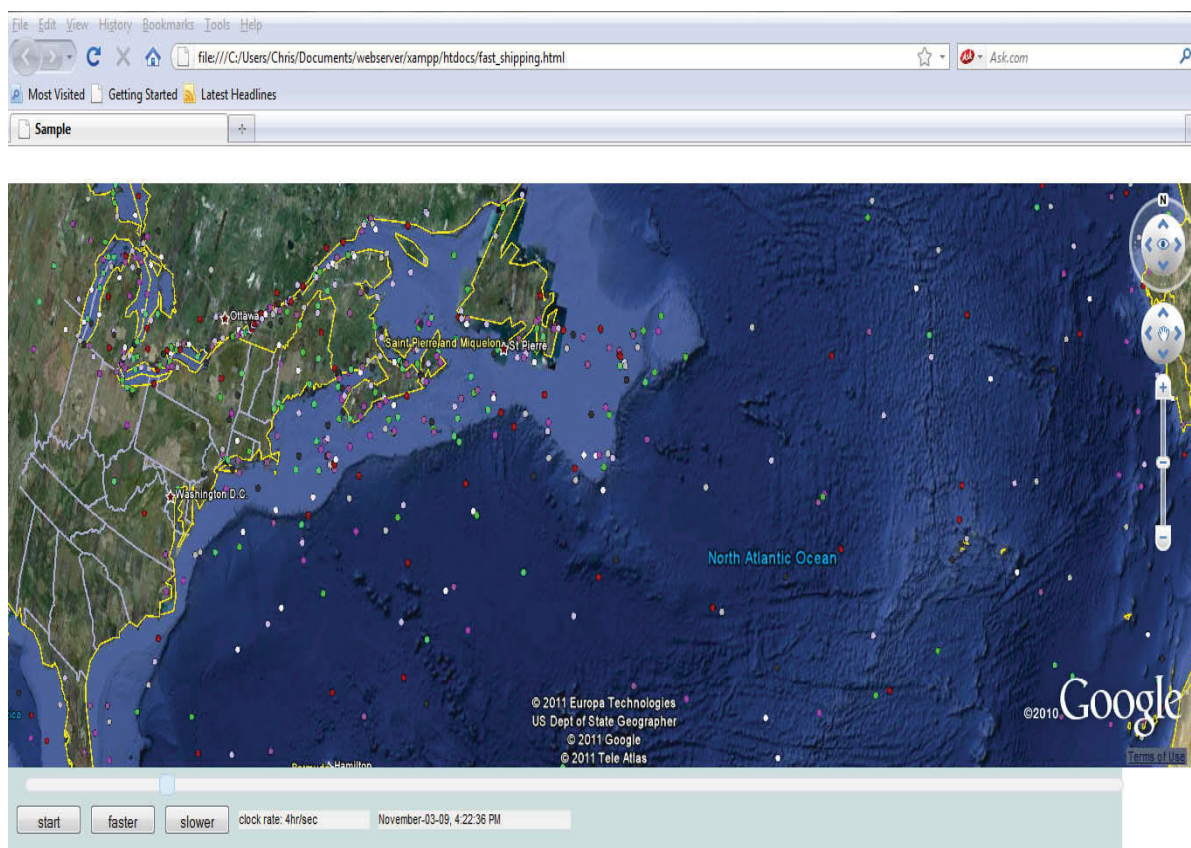 File Edit View History Bookmarks Tools Help
file:///C:/Users/Chris/Documents/webserver/xampp/htdocs/fast_shipping.html
Ask.com
Most Visited Getting Started Latest Headlines
Sample
N
Ottawa
Saint Pierre and Miquelon
St Pierre
Washington D.C.
North Atlantic Ocean
© 2011 Europa Technologies
US Dept of State Geographer
© 2011 Google
© 2011 Tele Atlas
©2010 Google
Terms of Use
Hamilton
start faster slower clock rate: 4hr/sec November-03-09, 4:22:36 PM